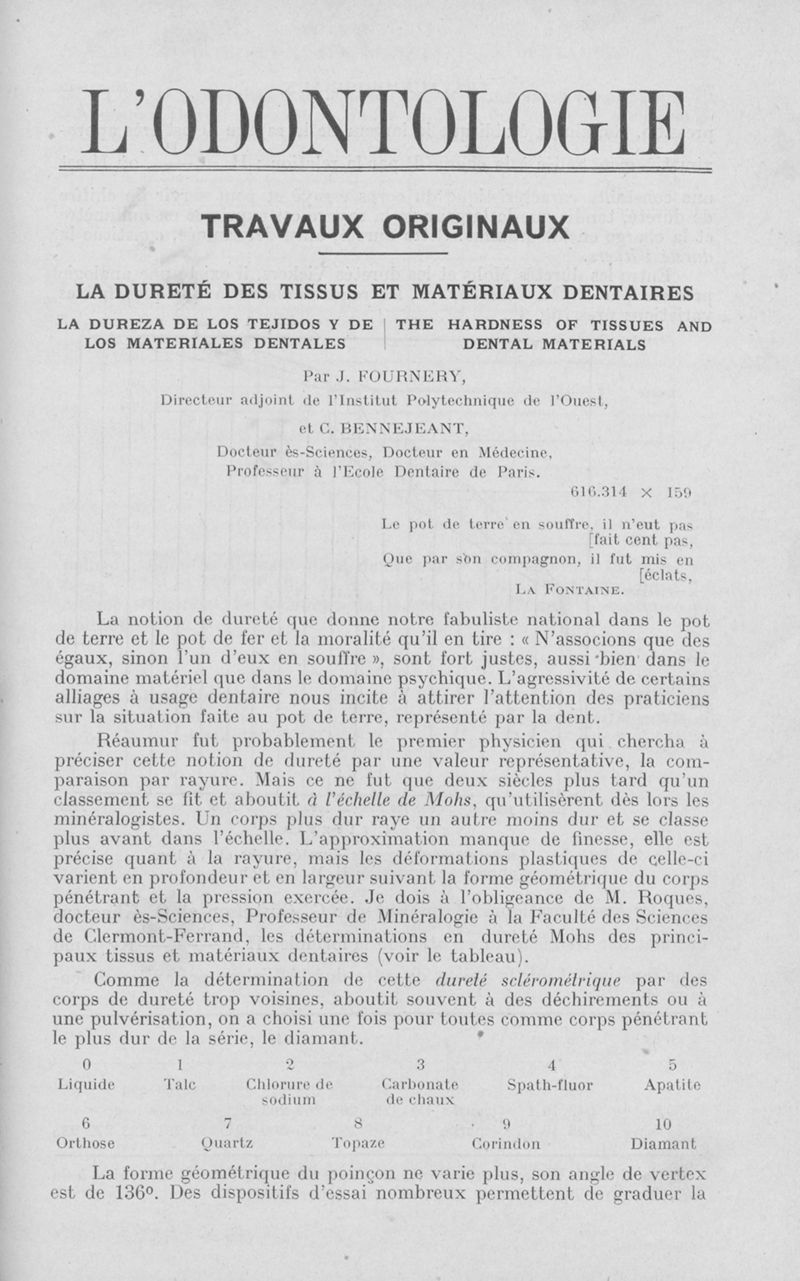 L'ODONTOLOGIE
TRAVAUX ORIGINAUX
LA DURETÉ DES TISSUS ET MATÉRIAUX DENTAIRES
LA DUREZA DE LOS TEJIDOS Y DE
LOS MATERIALES DENTALES
THE HARDNESS OF TISSUES AND
DENTAL MATERIALS
Par J. FOURNERY,
Directeur adjoint de l'Institut Polytechnique de l'Ouest,
et C. BENNEJEANT,
Docteur ès-Sciences, Docteur en Médecine,
Professeur à l'Ecole Dentaire de Paris.
616.314 × 159
Le pot de terre en souffre, il n'eut pas
[fait cent pas,
Que par son compagnon, il fut mis en
[éclats,
LA FONTAINE.
La notion de dureté que donne notre fabuliste national dans le pot
de terre et le pot de fer et la moralité qu'il en tire : « N'associons que des
égaux, sinon l'un d'eux en souffre », sont fort justes, aussi bien dans le
domaine matériel que dans le domaine psychique. L'agressivité de certains
alliages à usage dentaire nous incite à attirer l'attention des praticiens
sur la situation faite au pot de terre, représenté par la dent.
Réaumur fut probablement le premier physicien qui chercha à
préciser cette notion de dureté par une valeur représentative, la com-
paraison par rayure. Mais ce ne fut que deux siècles plus tard qu'un
classement se fit et aboutit à l'échelle de Mohs, qu'utilisèrent dès lors les
minéralogistes. Un corps plus dur raye un autre moins dur et se classe
plus avant dans l'échelle. L'approximation manque de finesse, elle est
précise quant à la rayure, mais les déformations plastiques de celle-ci
varient en profondeur et en largeur suivant la forme géométrique du corps
pénétrant et la pression exercée. Je dois à l'obligeance de M. Roques,
docteur ès-Sciences, Professeur de Minéralogie à la Faculté des Sciences
de Clermont-Ferrand, les déterminations en dureté Mohs des princi-
paux tissus et matériaux dentaires (voir le tableau).
Comme la détermination de cette dureté sclérométrique par des
corps de dureté trop voisines, aboutit souvent à des déchirements ou à
une pulvérisation, on a choisi une fois pour toutes comme corps pénétrant
le plus dur de la série, le diamant.
0 1 2 3 4 5
Liquide Talc Chlorure de Carbonate Spath-fluor Apatite
sodium de chaux
6 7 8 9 10
Orthose Quartz Topaze Corindon Diamant
La forme géométrique du poinçon ne varie plus, son angle de vertex
est de 136°. Des dispositifs d'essai nombreux permettent de graduer la